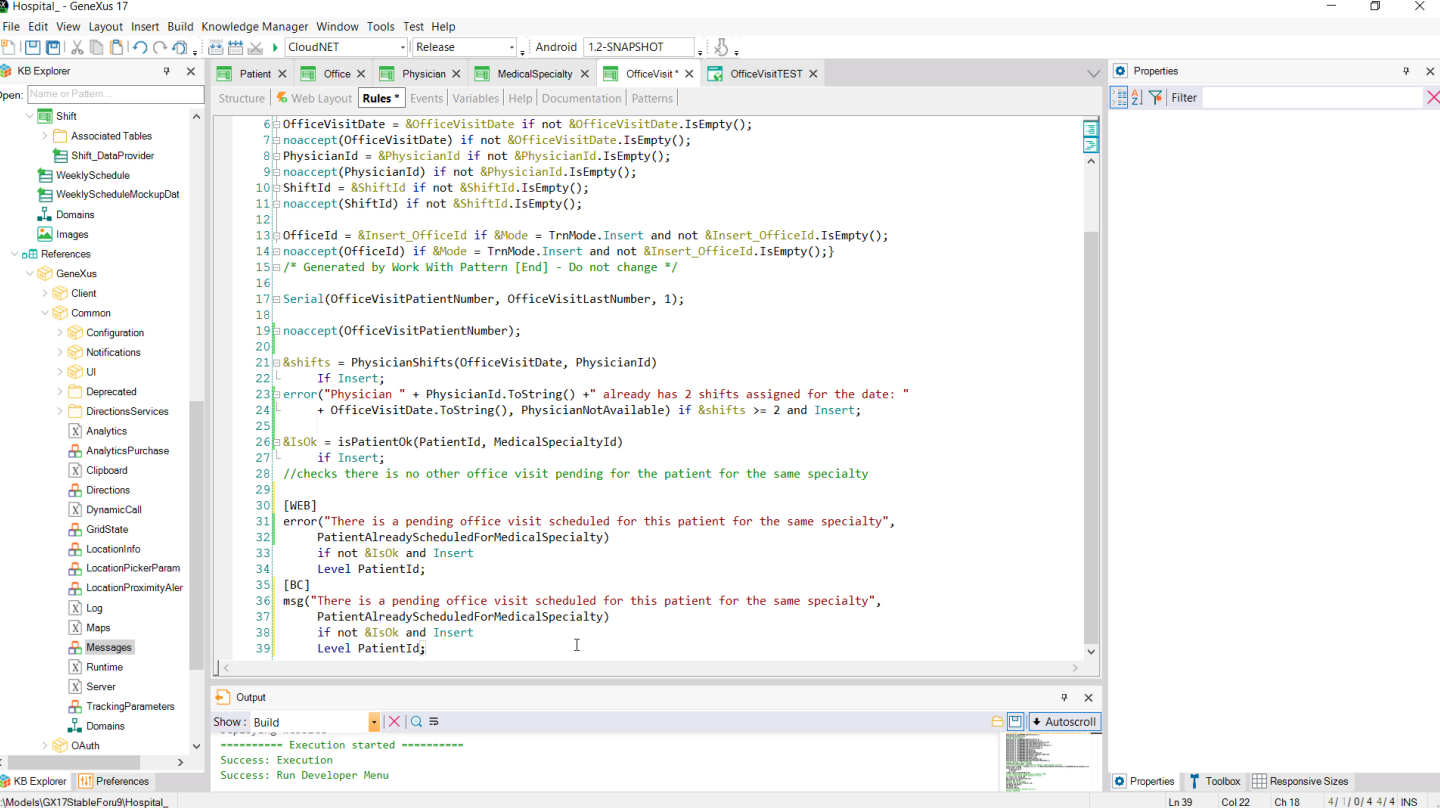 Hospital_ - GeneXus 17
File Edit View Layout Insert Build Knowledge Manager Window Tools Test Help
CloudNET Release Android 1.2-SNAPSHOT
KB Explorer
Open: Name or Pattern ...
Shift
Associated Tables
Shift_DataProvider
WeeklySchedule
WeeklyScheduleMockupDat
Domains
Images
References
GeneXus
Client
Common
Configuration
Notifications
UI
Deprecated
DirectionsServices
Analytics
AnalyticsPurchase
Clipboard
Directions
DynamicCall
GridState
LocationInfo
LocationPickerParam
LocationProximityAler
Log
Maps
Messages
Runtime
Server
TrackingParameters
Domains
OAuth
KB Explorer Preferences
Patient Office Physician MedicalSpecialty OfficeVisit * OfficeVisitTEST
Structure Web Layout Rules * Events Variables Help Documentation Patterns
6 OfficeVisitDate = &OfficeVisitDate if not &OfficeVisitDate.IsEmpty();
7 noaccept(OfficeVisitDate) if not &OfficeVisitDate.IsEmpty();
8 PhysicianId = &PhysicianId if not &PhysicianId.IsEmpty();
9 noaccept(PhysicianId) if not &PhysicianId.IsEmpty();
10 ShiftId = &ShiftId if not &ShiftId.IsEmpty();
11 noaccept(ShiftId) if not &ShiftId.IsEmpty();
12
13 OfficeId = &Insert_OfficeId if &Mode = TrnMode.Insert and not &Insert_OfficeId.IsEmpty();
14 noaccept(OfficeId) if &Mode = TrnMode.Insert and not &Insert_OfficeId.IsEmpty();}
15 /* Generated by Work With Pattern [End] - Do not change */
16
17 Serial(OfficeVisitPatientNumber, OfficeVisitLastNumber, 1);
18
19 noaccept(OfficeVisitPatientNumber);
20
21 &shifts = PhysicianShifts(OfficeVisitDate, PhysicianId)
22 If Insert;
23 error("Physician " + PhysicianId.ToString() +" already has 2 shifts assigned for the date: "
24 + OfficeVisitDate.ToString(), PhysicianNotAvailable) if &shifts >= 2 and Insert;
25
26 &IsOk = isPatientOk(PatientId, MedicalSpecialtyId)
27 if Insert;
28 //checks there is no other office visit pending for the patient for the same specialty
29
30 [WEB]
31 error("There is a pending office visit scheduled for this patient for the same specialty",
32 PatientAlreadyScheduledForMedicalSpecialty)
33 if not &IsOk and Insert
34 Level PatientId;
35 [BC]
36 msg("There is a pending office visit scheduled for this patient for the same specialty",
37 PatientAlreadyScheduledForMedicalSpecialty)
38 if not &IsOk and Insert
39 Level PatientId;
Output
Show : Build Autoscroll
========== Execution started ==========
Success: Execution
Success: Run Developer Menu
Properties
Filter
Properties Toolbox Responsive Sizes
:\Models\GX17StableForu9\Hospital_ Ln 39 Col 22 Ch 18 4/ 1/ 0/ 4 4/ 4 INS